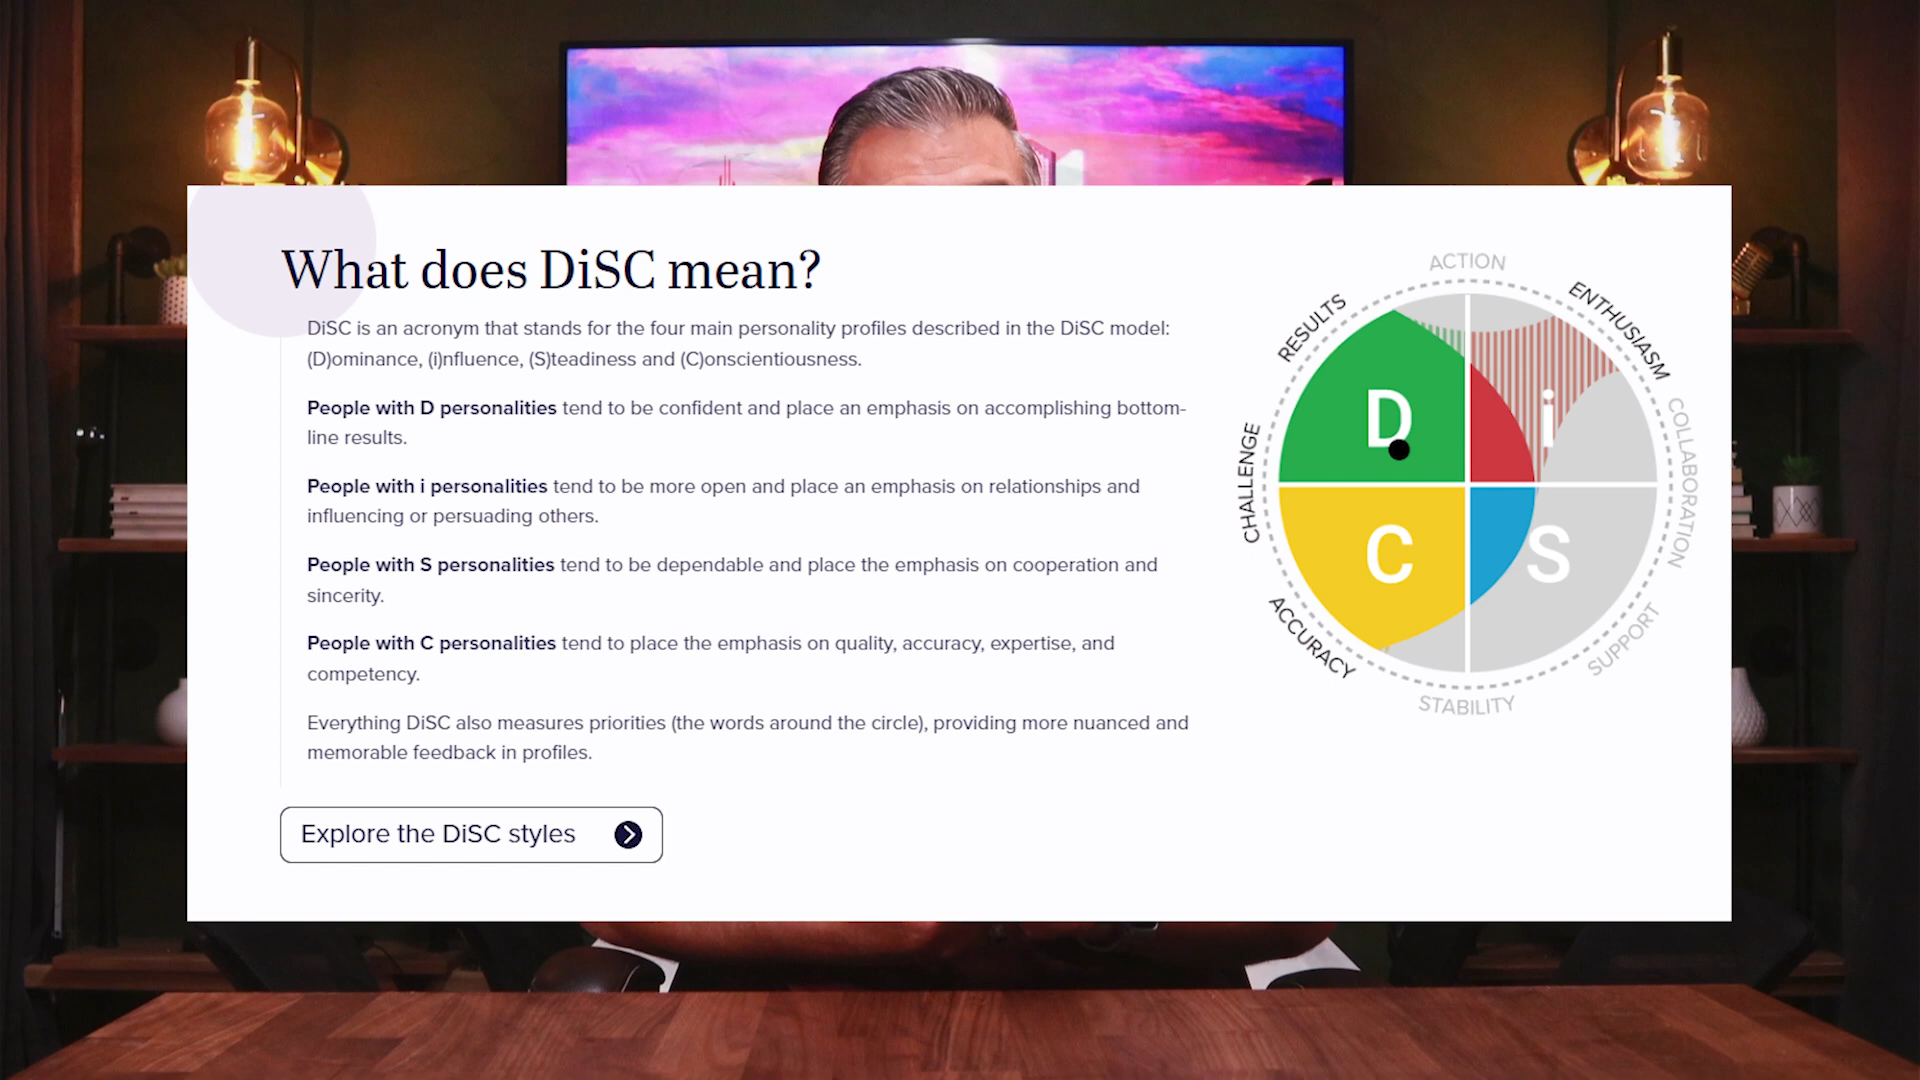 What does DiSC mean?
DiSC is an acronym that stands for the four main personality profiles described in the DiSC model:
(D)ominance, (i)nfluence, (S)teadiness and (C)onscientiousness.
People with D personalities tend to be confident and place an emphasis on accomplishing bottom-
line results.
People with i personalities tend to be more open and place an emphasis on relationships and
influencing or persuading others.
People with S personalities tend to be dependable and place the emphasis on cooperation and
sincerity.
People with C personalities tend to place the emphasis on quality, accuracy, expertise, and
competency.
Everything DiSC also measures priorities (the words around the circle), providing more nuanced and
memorable feedback in profiles.
Explore the DiSC styles
ACTION
ENTHUSIASM
COLLABORATION
SUPPORT
STABILITY
ACCURACY
CHALLENGE
RESULTS
D
i
C
S